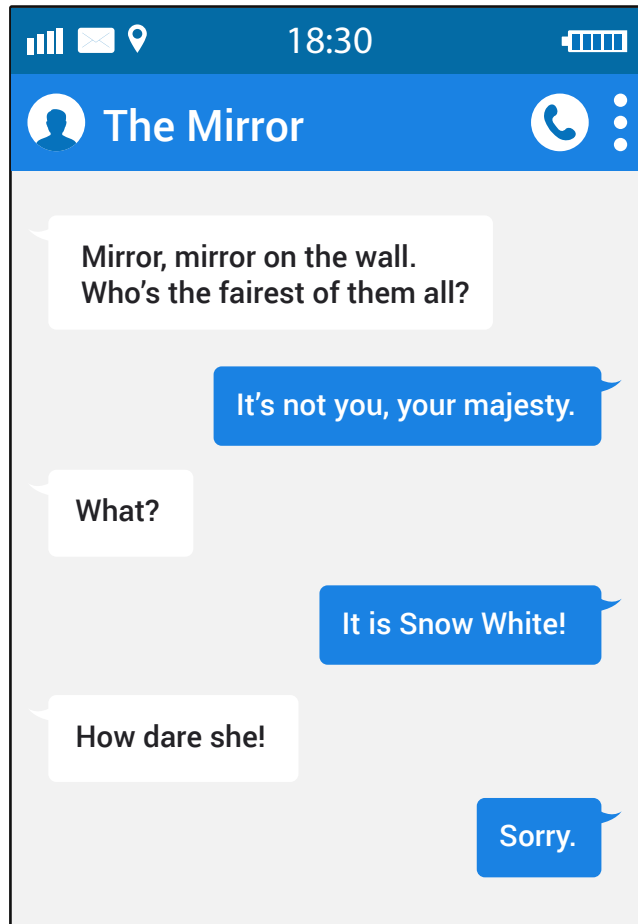 18:30
The Mirror
Mirror, mirror on the wall.
Who’s the fairest of them all?
It’s not you, your majesty.
What?
It is Snow White!
How dare she!
Sorry.